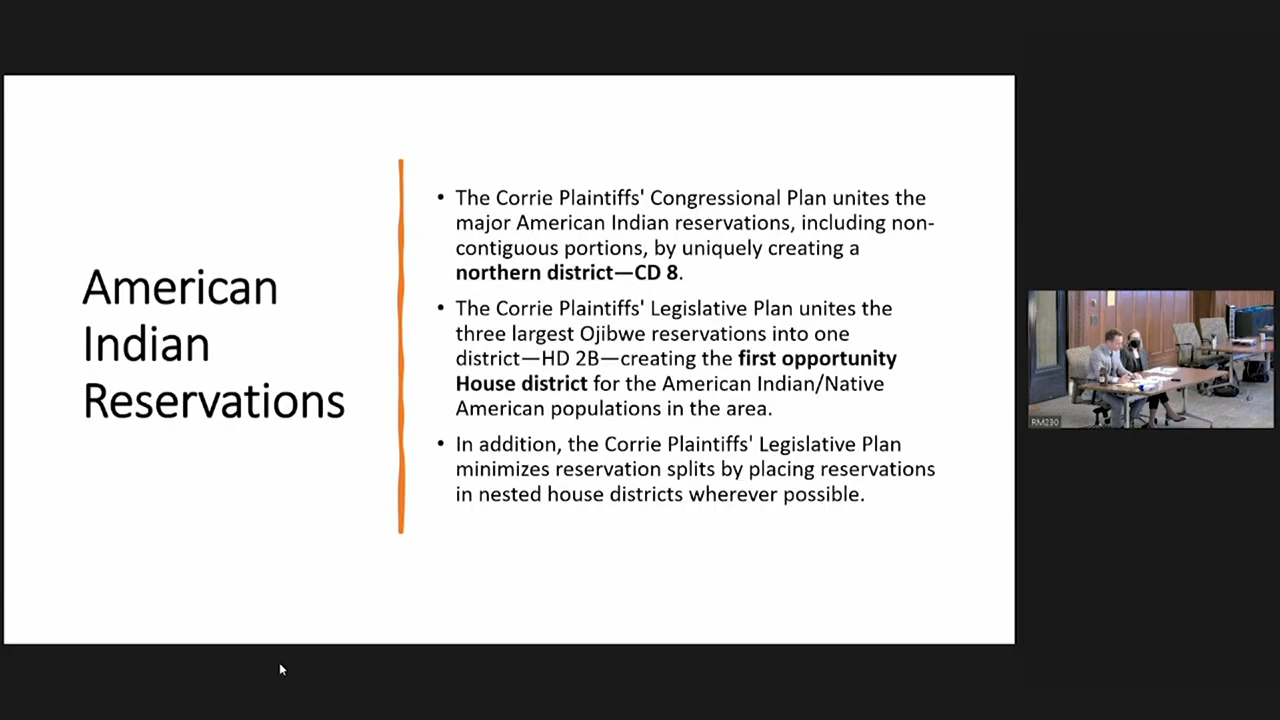 American
Indian
Reservations
• The Corrie Plaintiffs' Congressional Plan unites the
major American Indian reservations, including non-
contiguous portions, by uniquely creating a
northern district—CD 8.
• The Corrie Plaintiffs' Legislative Plan unites the
three largest Ojibwe reservations into one
district—HD 2B—creating the first opportunity
House district for the American Indian/Native
American populations in the area.
• In addition, the Corrie Plaintiffs' Legislative Plan
minimizes reservation splits by placing reservations
in nested house districts wherever possible.
RM230